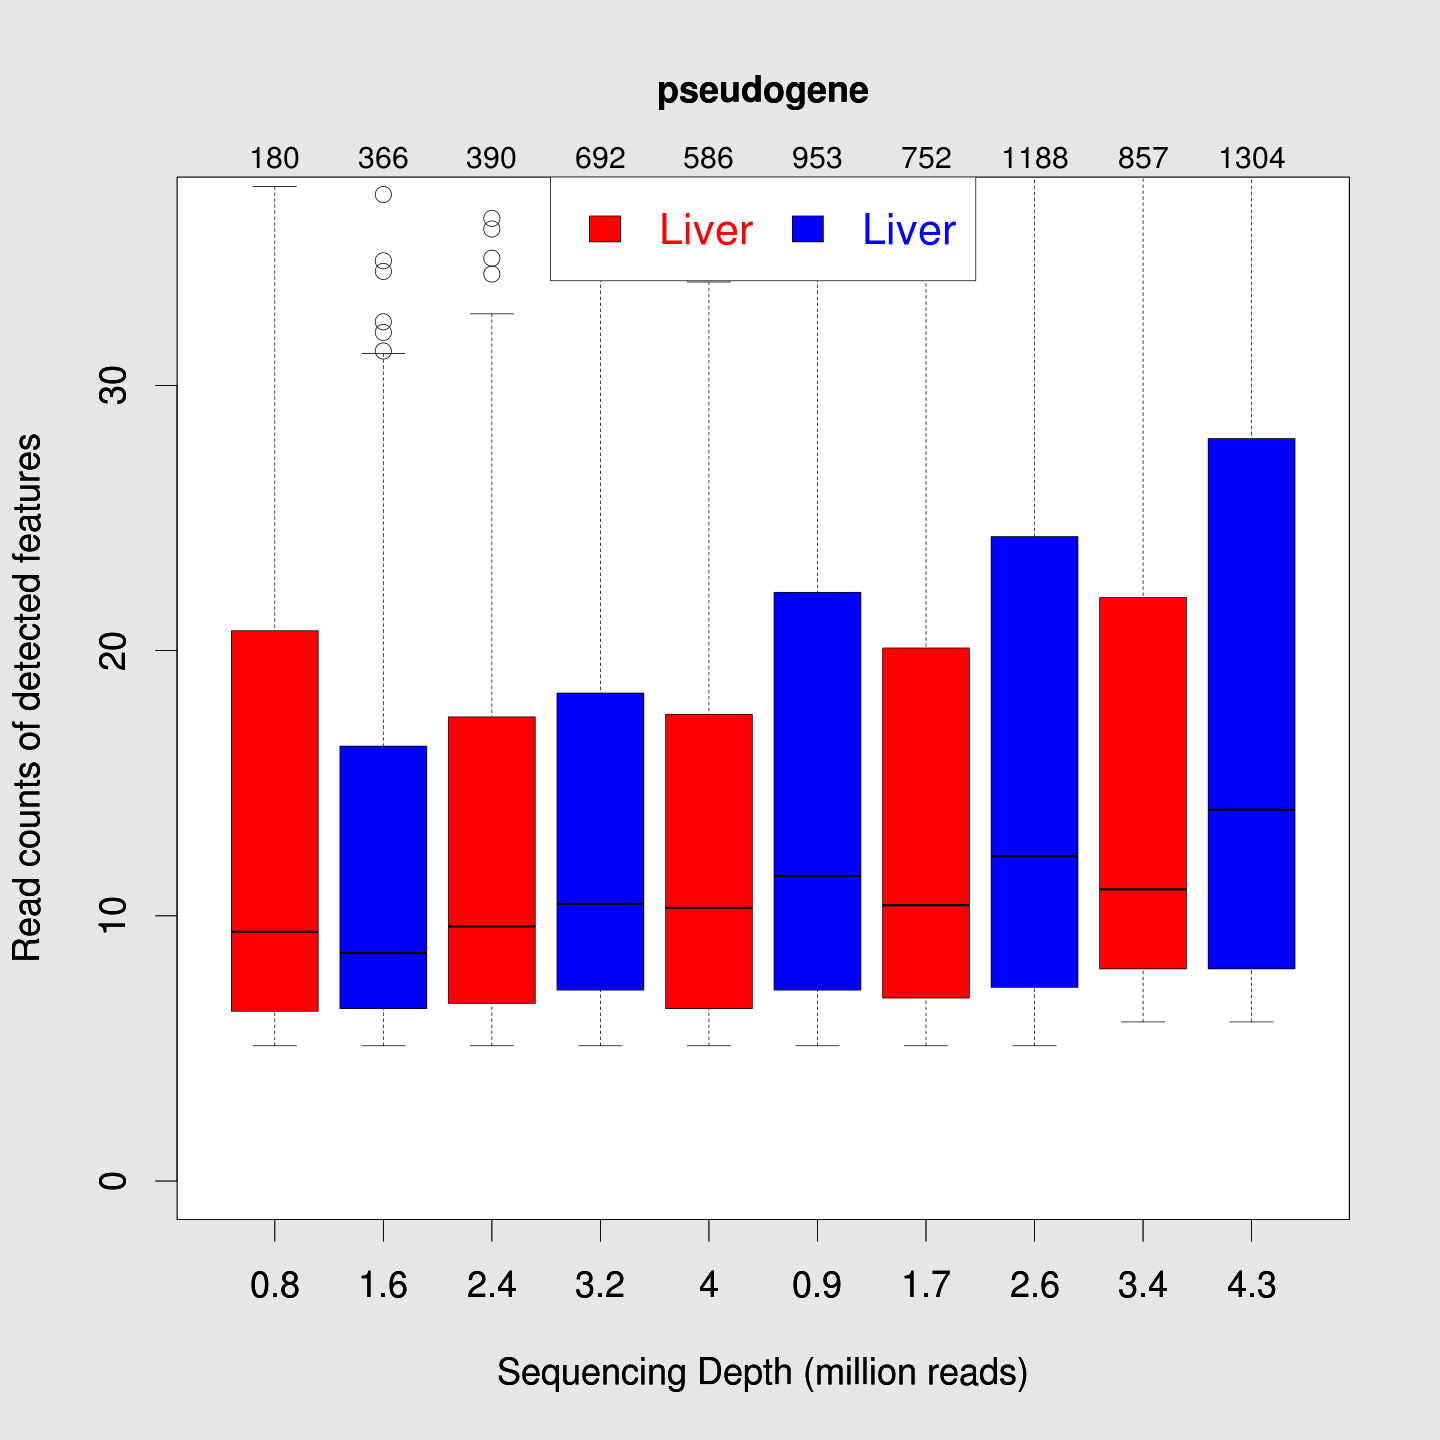 pseudogene
180 366 390 692 586 953 752 1188 857 1304
Liver Liver
30
20
10
0
Read counts of detected features
0.8 1.6 2.4 3.2 4 0.9 1.7 2.6 3.4 4.3
Sequencing Depth (million reads)